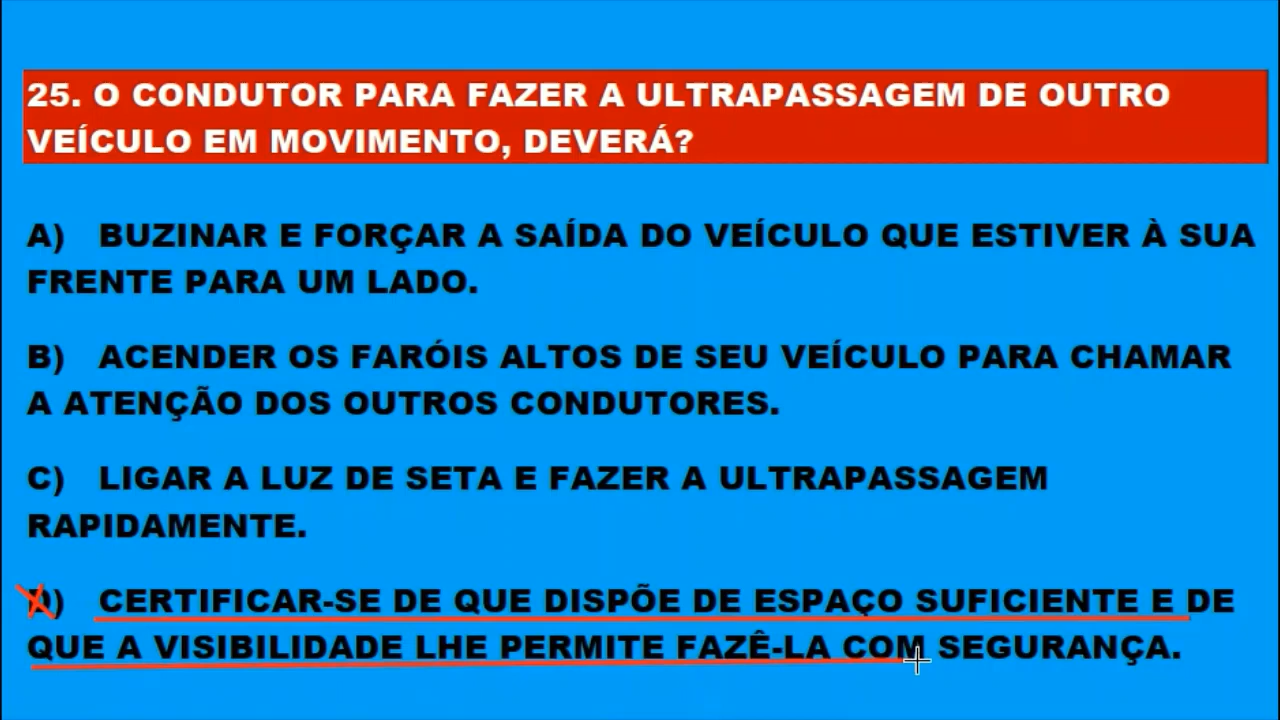 25. O CONDUTOR PARA FAZER A ULTRAPASSAGEM DE OUTRO
VEÍCULO EM MOVIMENTO, DEVERÁ?
A) BUZINAR E FORÇAR A SAÍDA DO VEÍCULO QUE ESTIVER À SUA
FRENTE PARA UM LADO.
B) ACENDER OS FARÓIS ALTOS DE SEU VEÍCULO PARA CHAMAR
A ATENÇÃO DOS OUTROS CONDUTORES.
C) LIGAR A LUZ DE SETA E FAZER A ULTRAPASSAGEM
RAPIDAMENTE.
D) CERTIFICAR-SE DE QUE DISPÕE DE ESPAÇO SUFICIENTE E DE
QUE A VISIBILIDADE LHE PERMITE FAZÊ-LA COM SEGURANÇA.